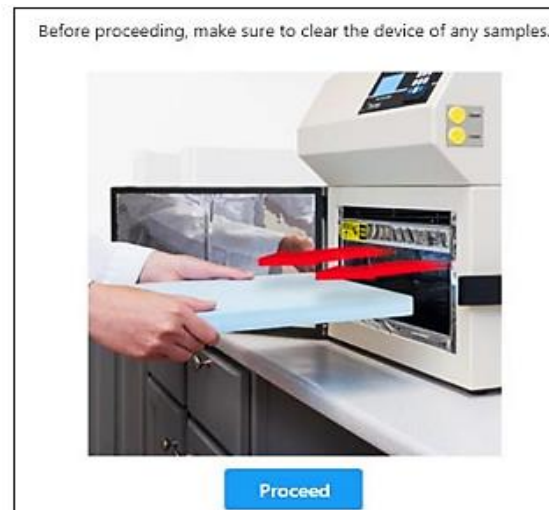 Before proceeding, make sure to clear the device of any samples.
Proceed